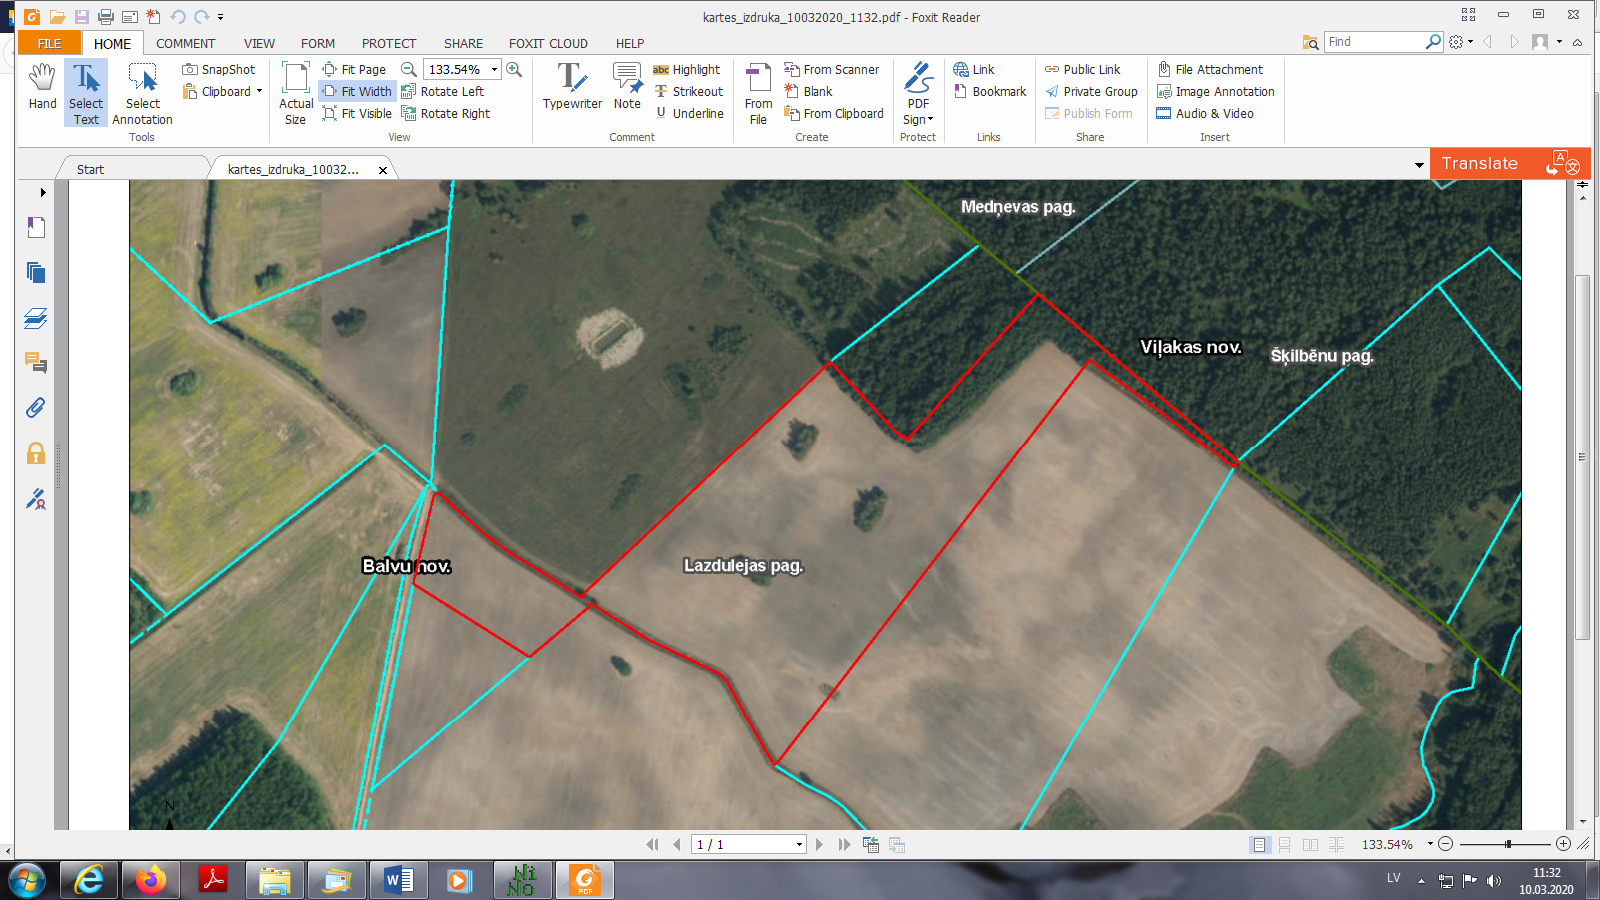 kartes_izdruka_10032020_1132.pdf - Foxit Reader
FILE HOME COMMENT VIEW FORM PROTECT SHARE FOXIT CLOUD HELP
Find
Hand
Select Text
Select Annotation
SnapShot
Clipboard
Tools
Actual Size
Fit Page
Fit Width
Fit Visible
133.54%
Rotate Left
Rotate Right
View
Typewriter
Note
abc Highlight
Strikeout
Underline
Comment
From File
From Scanner
Blank
From Clipboard
Create
PDF Sign
Protect
Link
Bookmark
Links
Public Link
Private Group
Publish Form
Share
File Attachment
Image Annotation
Audio & Video
Insert
Start
kartes_izdruka_10032...
Translate
Medņevas pag.
Viļakas nov.
Šķilbēnu pag.
Balvu nov.
Lazdulejas pag.
N
1 / 1
133.54%
Ni
No
PDF
LV
11:32
10.03.2020